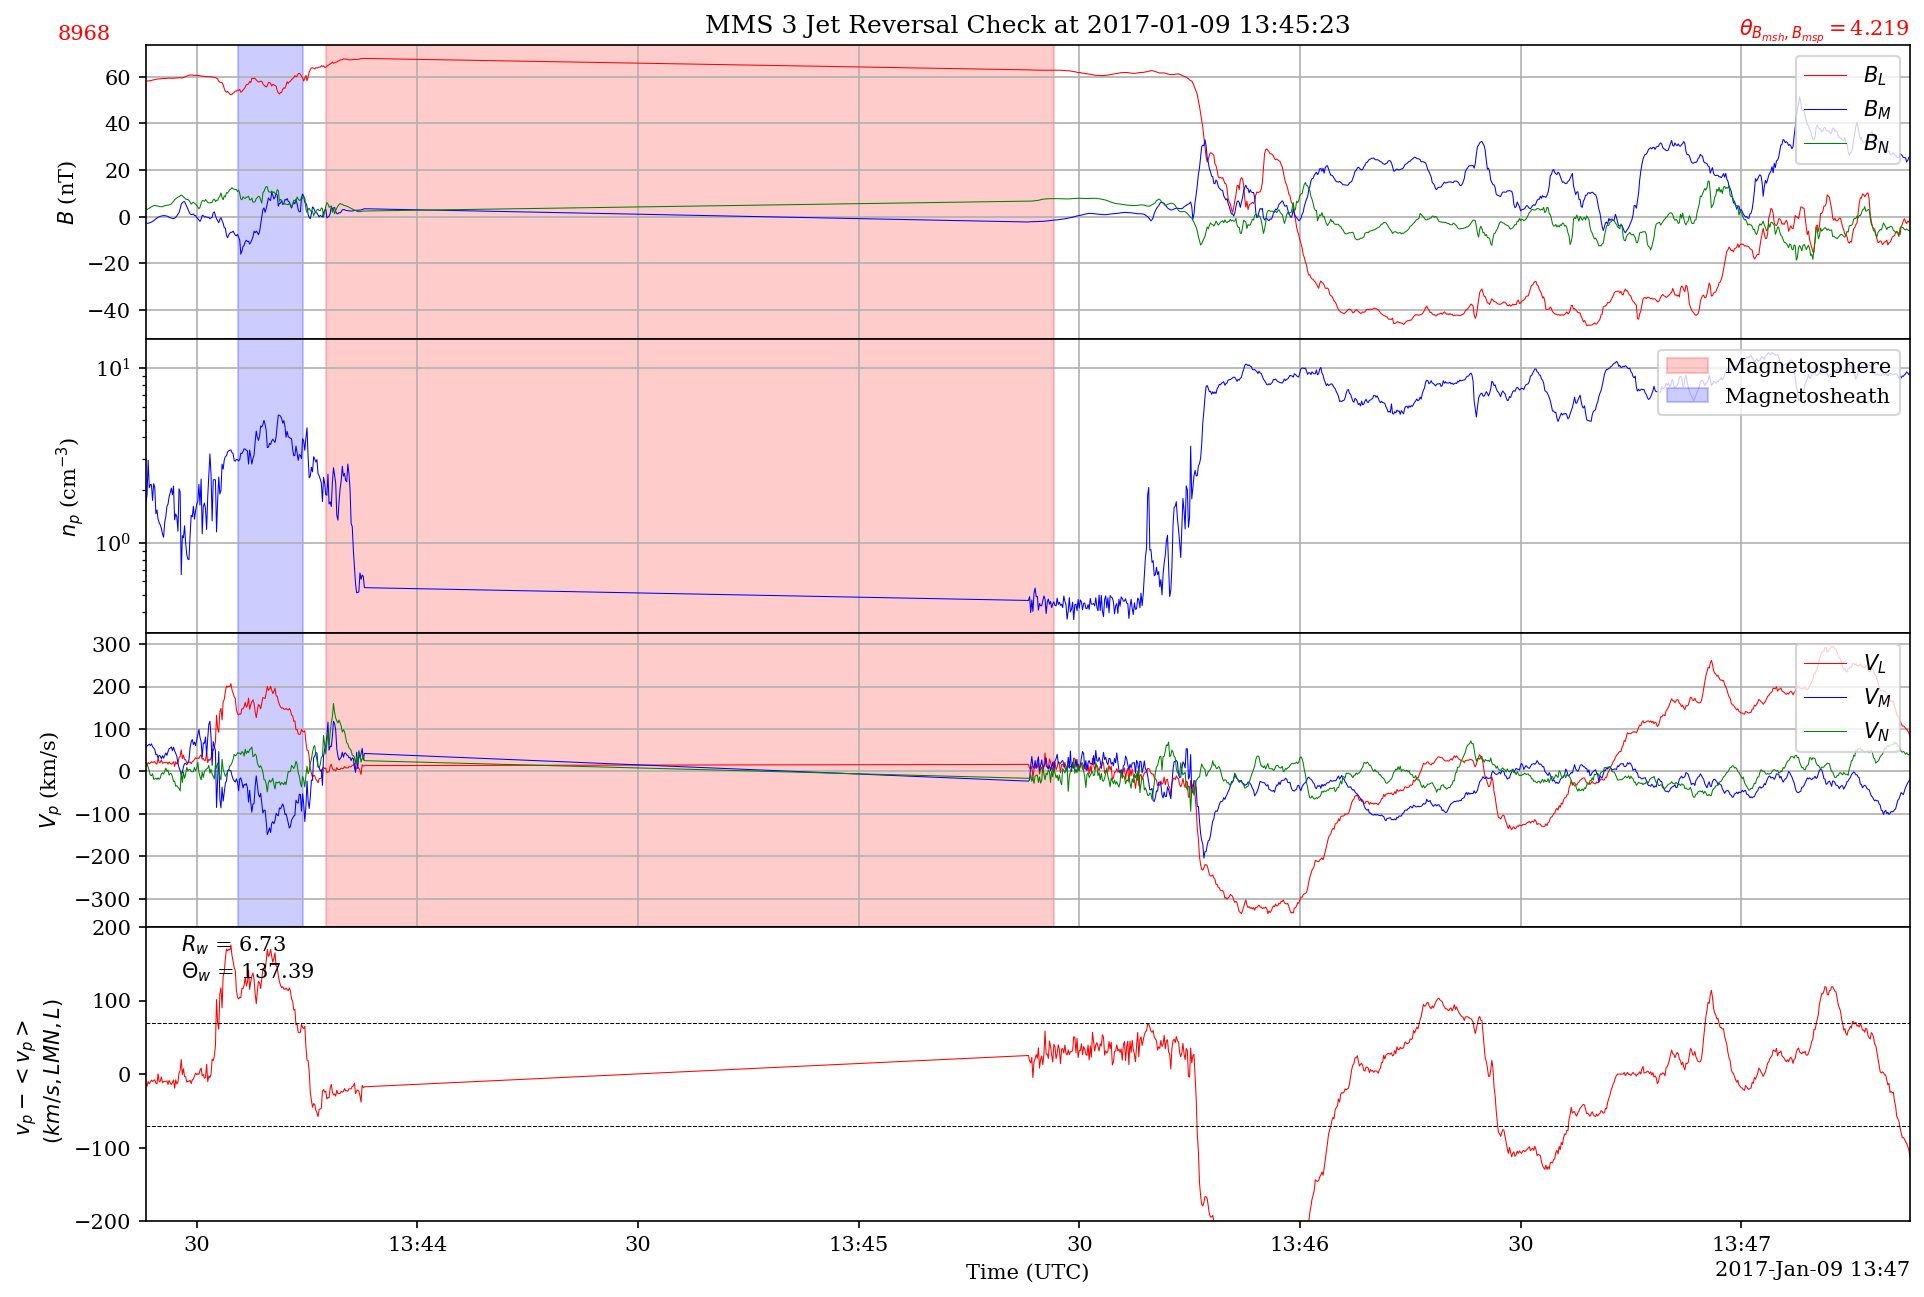 8968
MMS 3 Jet Reversal Check at 2017-01-09 13:45:23
θ_{B_{msh}, B_{msp}} = 4.219
60
40
20
0
−20
−40
B (nT)
B_L
B_M
B_N
10^1
10^0
n_p (cm^{−3})
Magnetosphere
Magnetosheath
300
200
100
0
−100
−200
−300
V_p (km/s)
V_L
V_M
V_N
200
100
0
−100
−200
v_p − < v_p >
(km/s, LMN, L)
R_w = 6.73
Θ_w = 137.39
30
13:44
30
13:45
30
13:46
30
13:47
Time (UTC)
2017-Jan-09 13:47